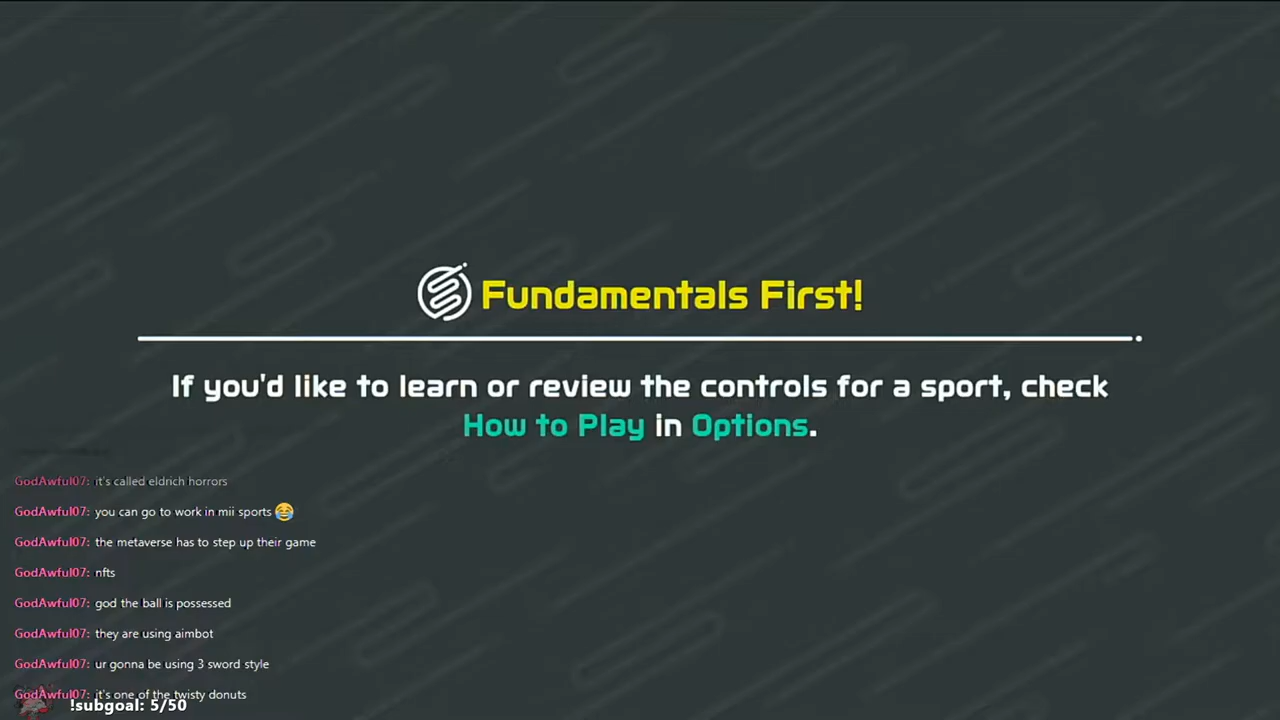 Fundamentals First!
If you'd like to learn or review the controls for a sport, check
How to Play in Options.
GodAwful07: it's called eldrich horrors
GodAwful07: you can go to work in mii sports 😂
GodAwful07: the metaverse has to step up their game
GodAwful07: nfts
GodAwful07: god the ball is possessed
GodAwful07: they are using aimbot
GodAwful07: ur gonna be using 3 sword style
GodAwful07: it's one of the twisty donuts
!subgoal: 5/50